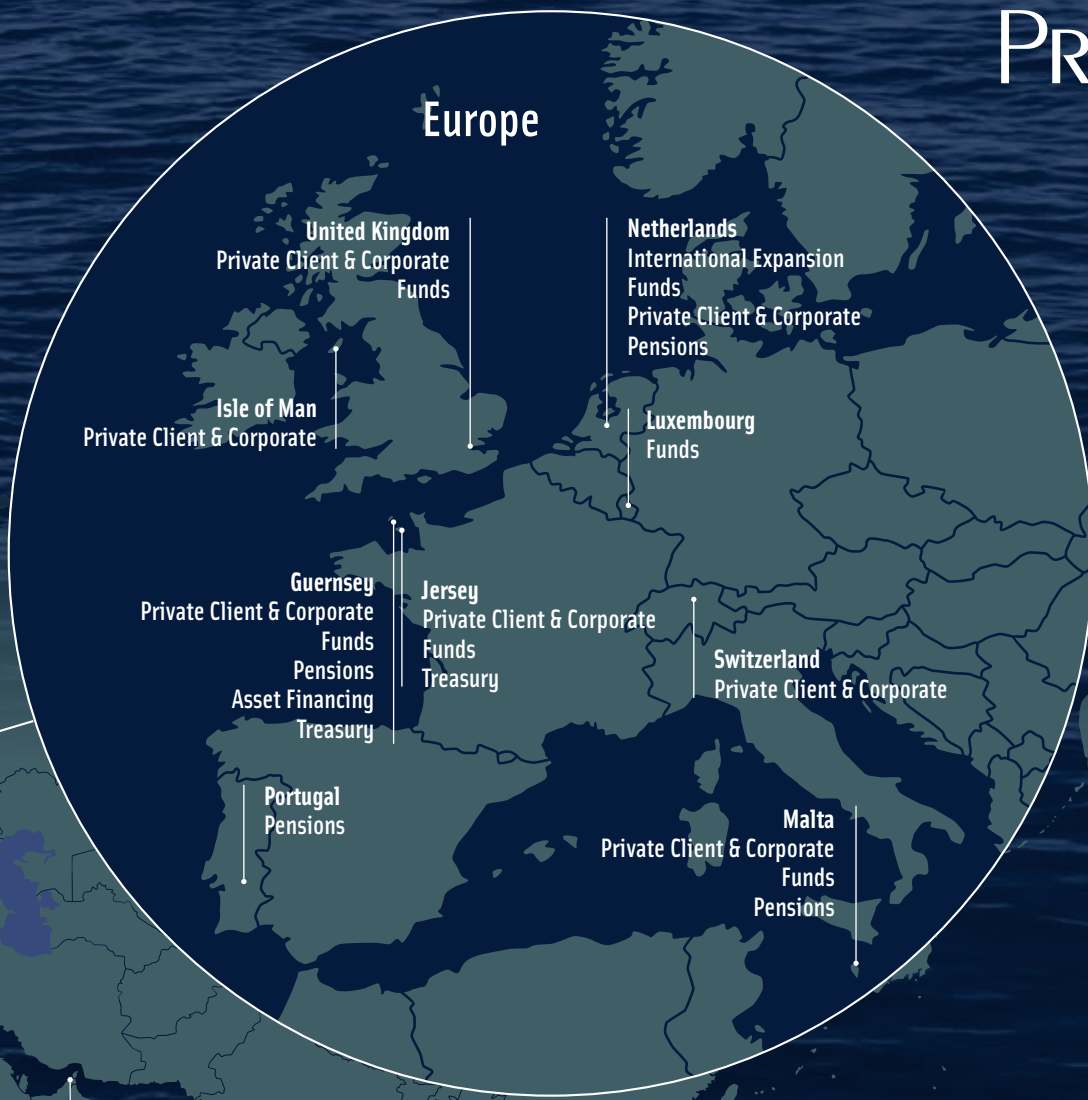 PR
Europe
United Kingdom
Private Client & Corporate
Funds
Netherlands
International Expansion
Funds
Private Client & Corporate
Pensions
Isle of Man
Private Client & Corporate
Luxembourg
Funds
Guernsey
Private Client & Corporate
Funds
Pensions
Asset Financing
Treasury
Jersey
Private Client & Corporate
Funds
Treasury
Switzerland
Private Client & Corporate
Portugal
Pensions
Malta
Private Client & Corporate
Funds
Pensions